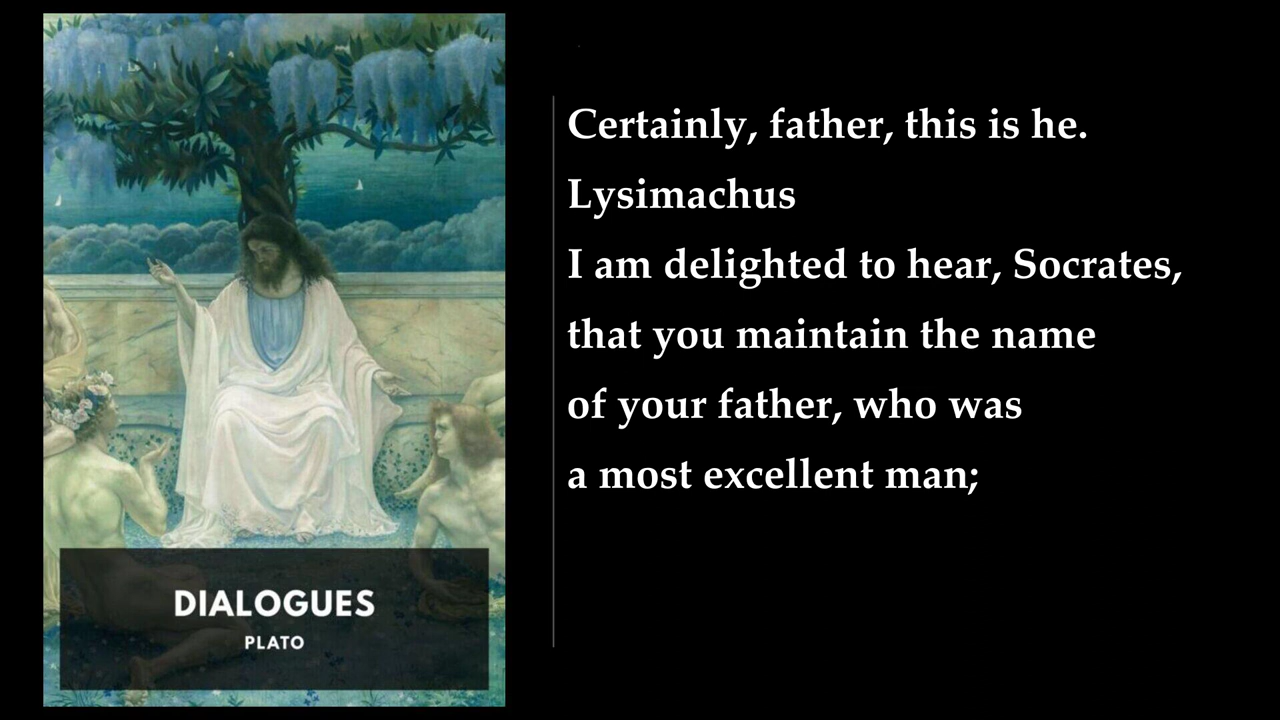 DIALOGUES
PLATO
Certainly, father, this is he.
Lysimachus
I am delighted to hear, Socrates,
that you maintain the name
of your father, who was
a most excellent man;